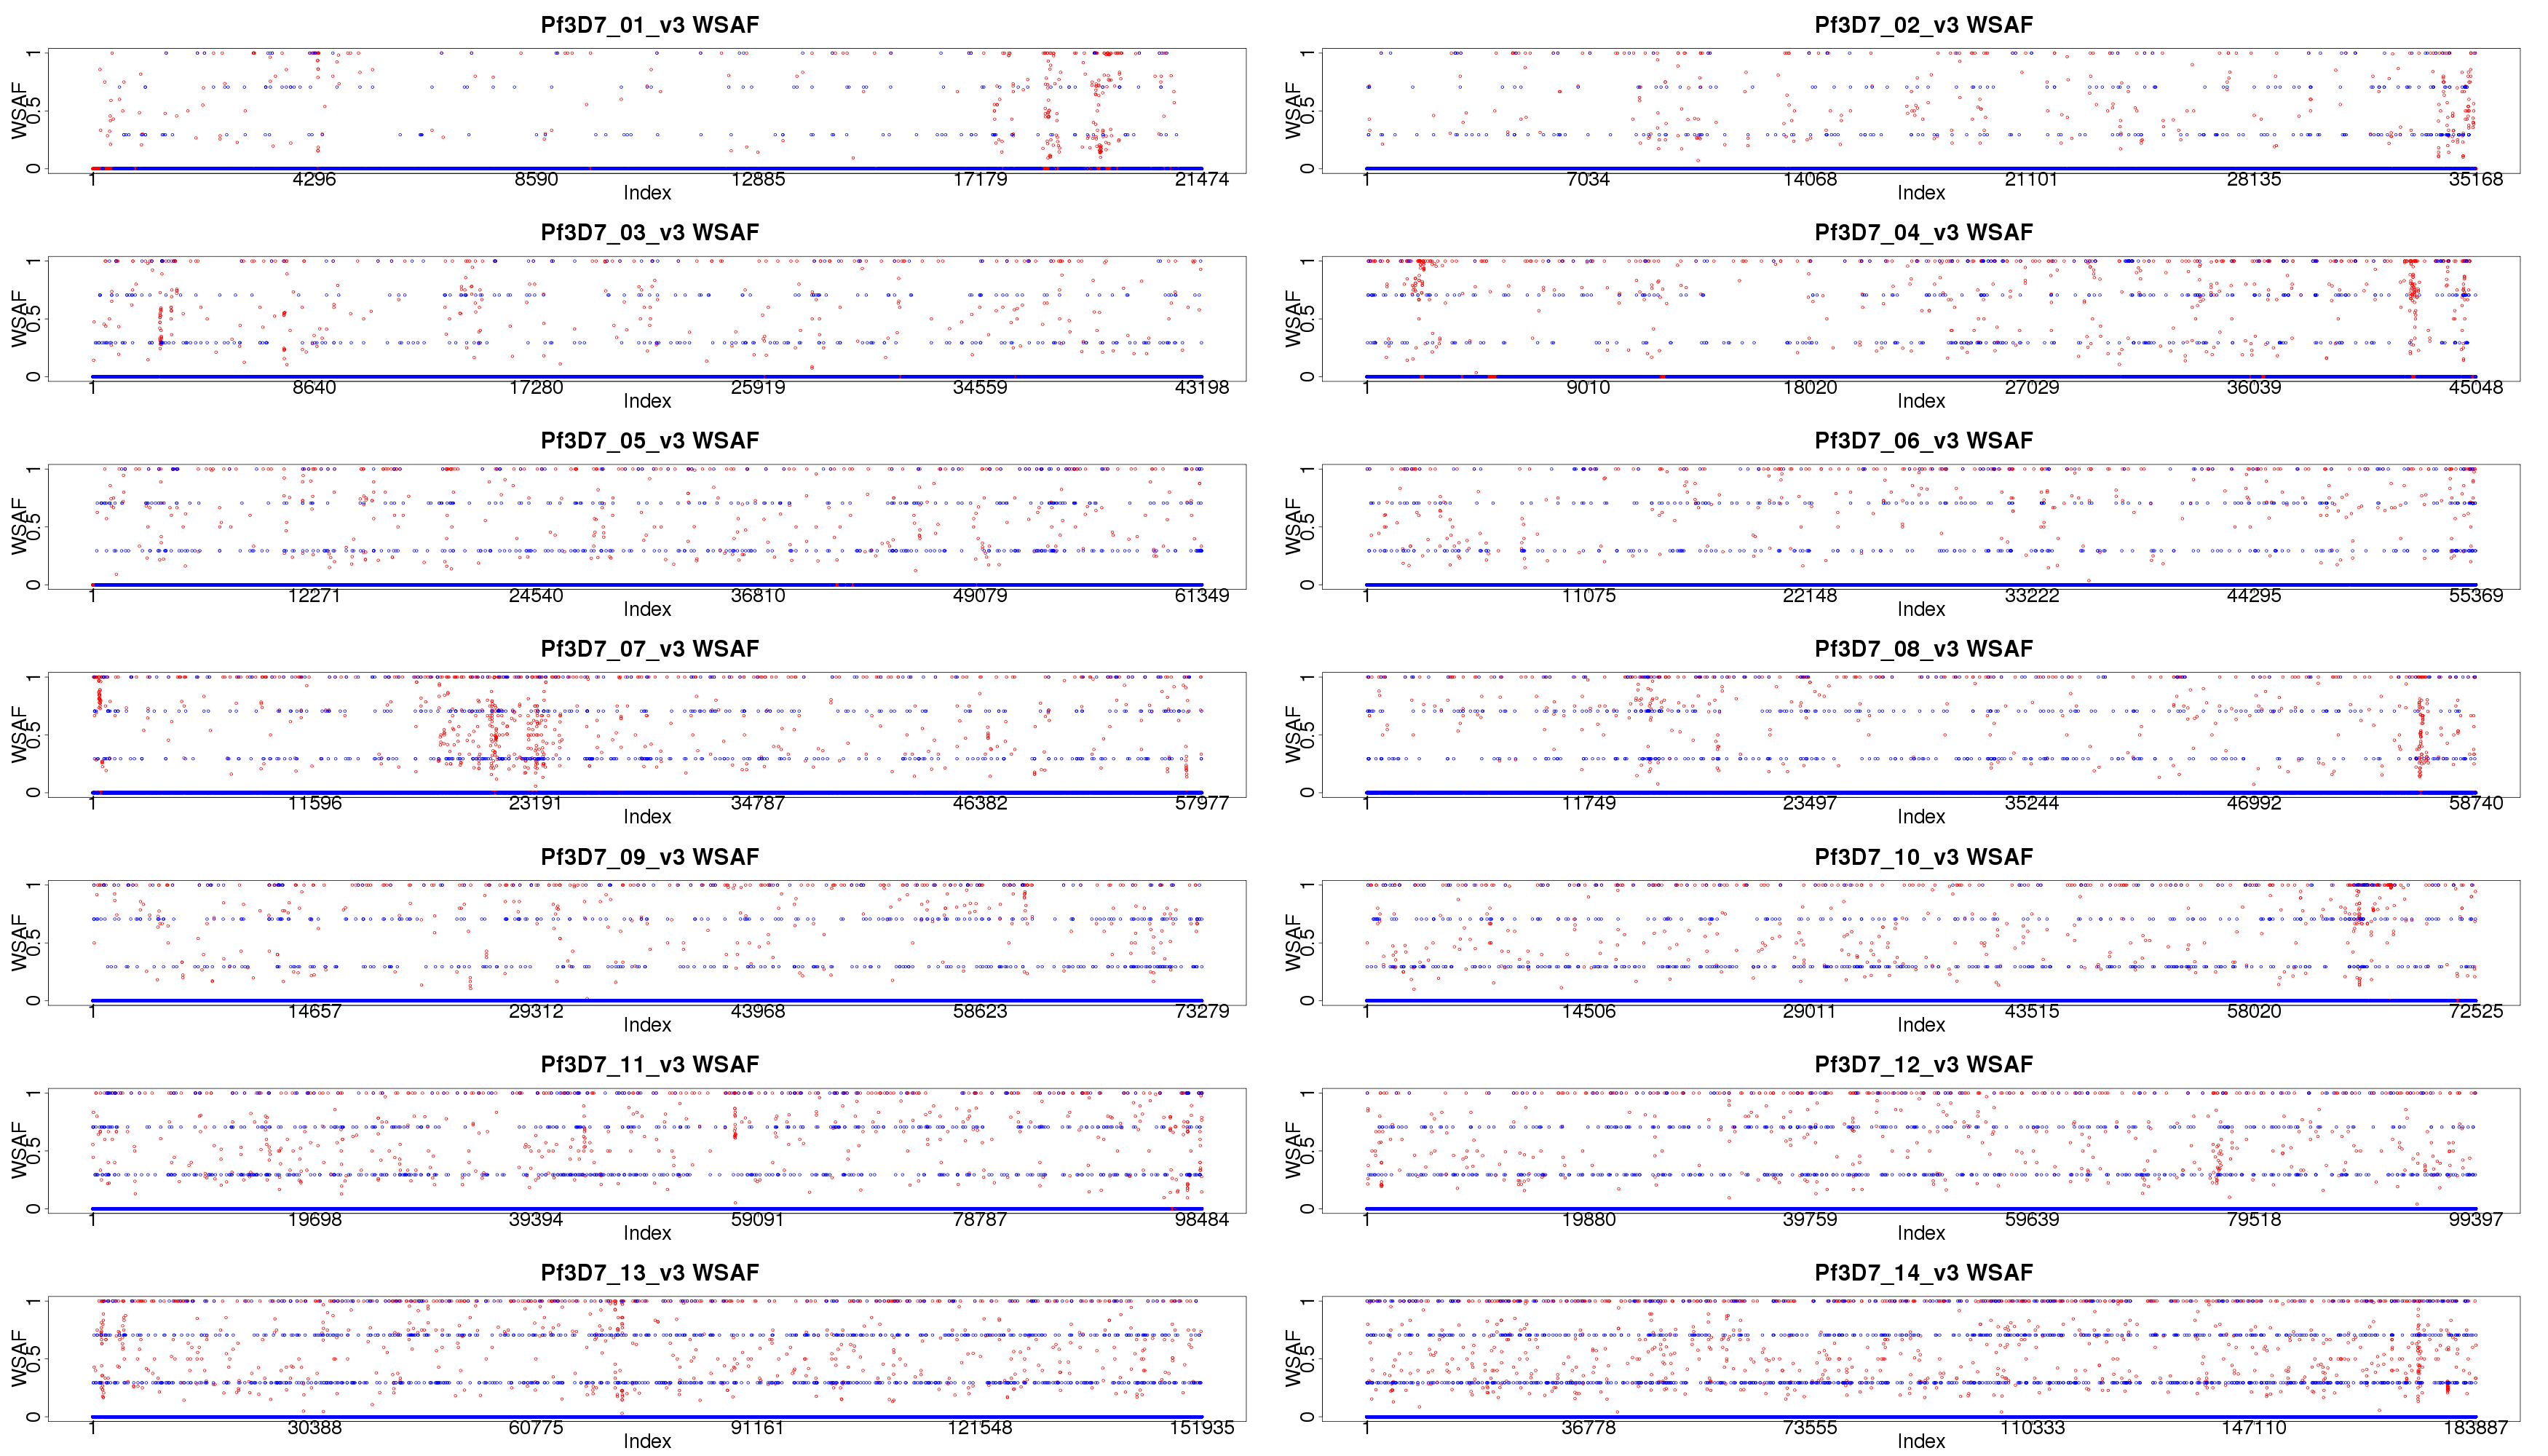 Pf3D7_01_v3 WSAF
WSAF
0 0.5 1
1 4296 8590 12885 17179 21474
Index
Pf3D7_02_v3 WSAF
WSAF
0 0.5 1
1 7034 14068 21101 28135 35168
Index
Pf3D7_03_v3 WSAF
WSAF
0 0.5 1
1 8640 17280 25919 34559 43198
Index
Pf3D7_04_v3 WSAF
WSAF
0 0.5 1
1 9010 18020 27029 36039 45048
Index
Pf3D7_05_v3 WSAF
WSAF
0 0.5 1
1 12271 24540 36810 49079 61349
Index
Pf3D7_06_v3 WSAF
WSAF
0 0.5 1
1 11075 22148 33222 44295 55369
Index
Pf3D7_07_v3 WSAF
WSAF
0 0.5 1
1 11596 23191 34787 46382 57977
Index
Pf3D7_08_v3 WSAF
WSAF
0 0.5 1
1 11749 23497 35244 46992 58740
Index
Pf3D7_09_v3 WSAF
WSAF
0 0.5 1
1 14657 29312 43968 58623 73279
Index
Pf3D7_10_v3 WSAF
WSAF
0 0.5 1
1 14506 29011 43515 58020 72525
Index
Pf3D7_11_v3 WSAF
WSAF
0 0.5 1
1 19698 39394 59091 78787 98484
Index
Pf3D7_12_v3 WSAF
WSAF
0 0.5 1
1 19880 39759 59639 79518 99397
Index
Pf3D7_13_v3 WSAF
WSAF
0 0.5 1
1 30388 60775 91161 121548 151935
Index
Pf3D7_14_v3 WSAF
WSAF
0 0.5 1
1 36778 73555 110333 147110 183887
Index